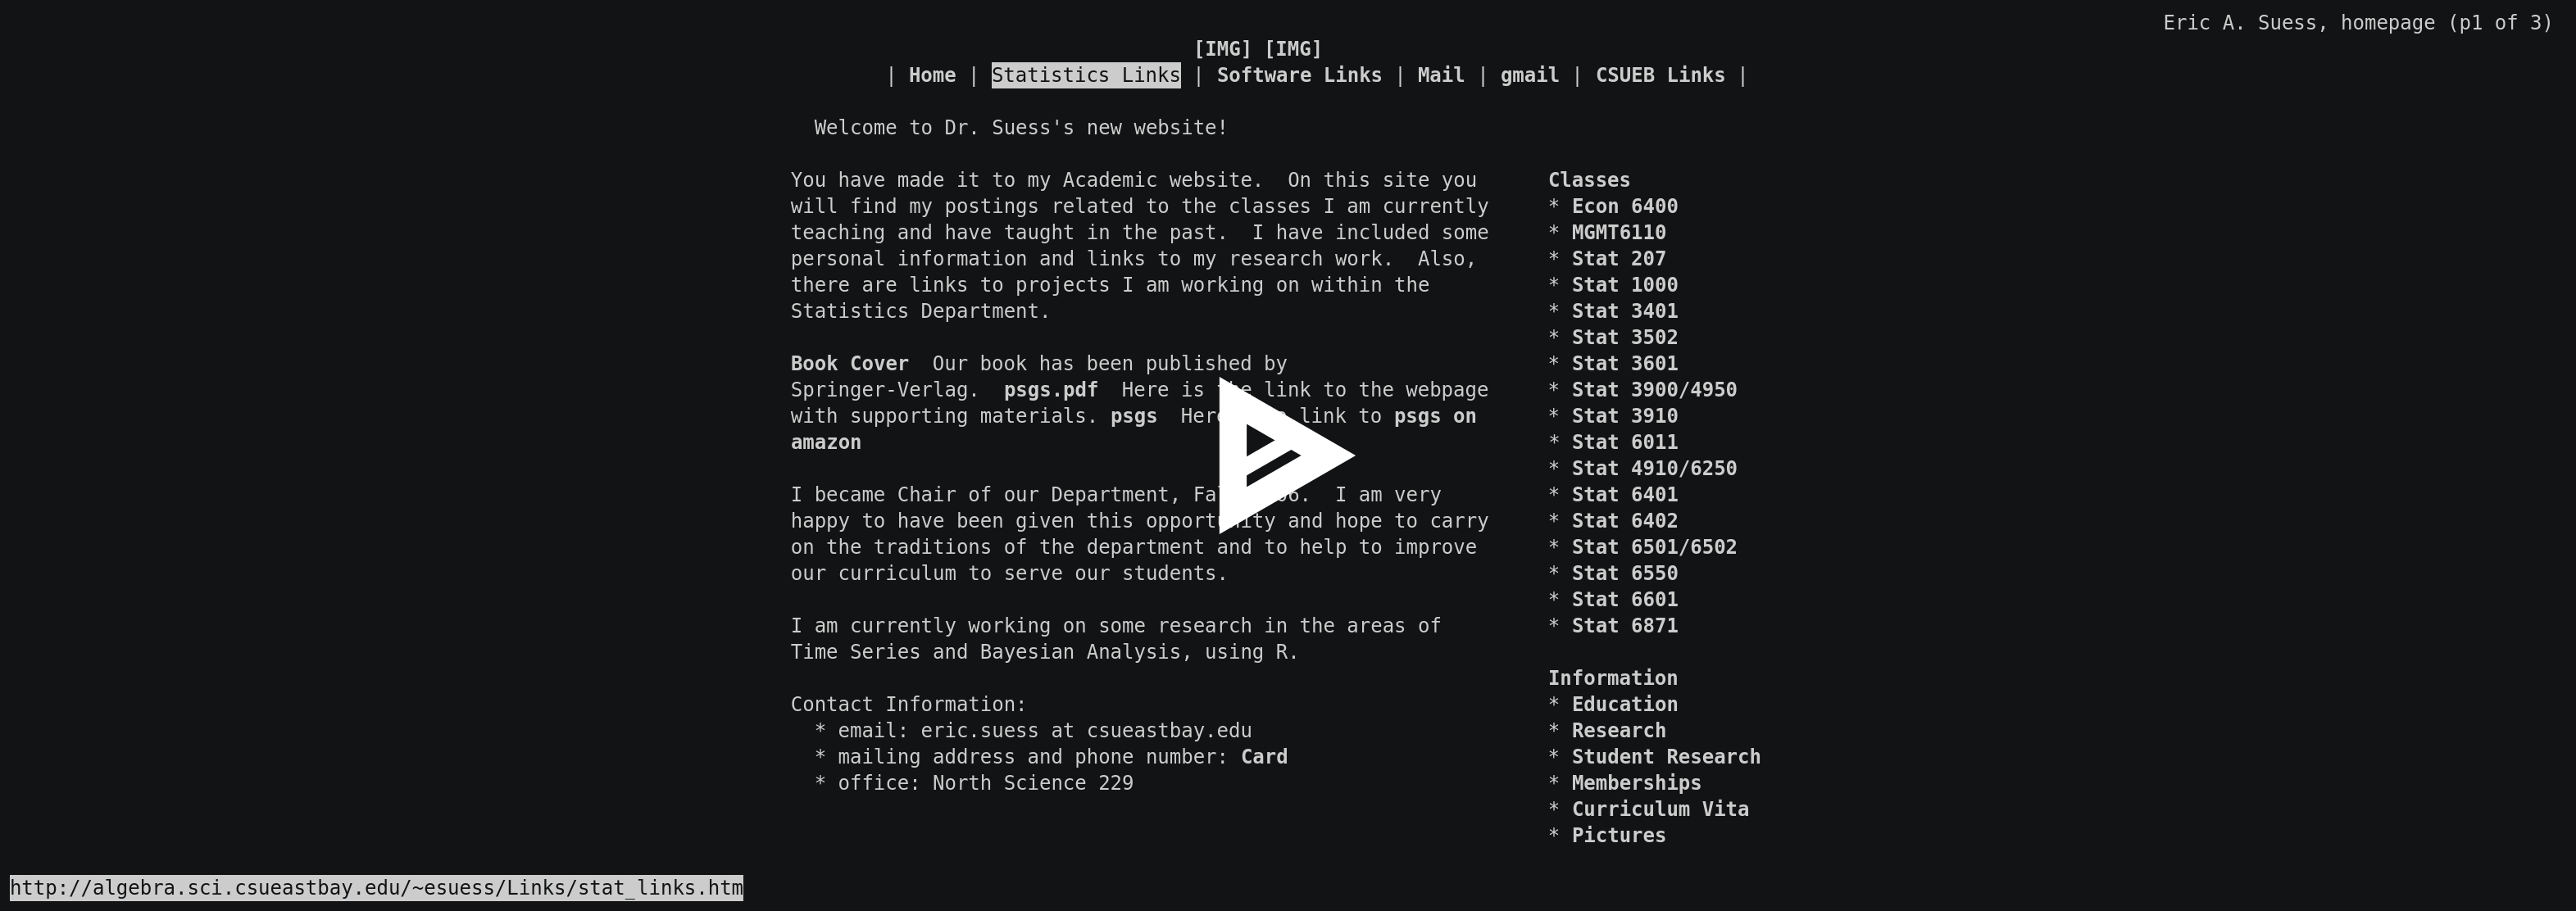 Eric A. Suess, homepage (p1 of 3)
[IMG] [IMG]
| Home | Statistics Links | Software Links | Mail | gmail | CSUEB Links |
Welcome to Dr. Suess's new website!
You have made it to my Academic website. On this site you
will find my postings related to the classes I am currently
teaching and have taught in the past. I have included some
personal information and links to my research work. Also,
there are links to projects I am working on within the
Statistics Department.
Book Cover Our book has been published by
Springer-Verlag. psgs.pdf Here is the link to the webpage
with supporting materials. psgs Here link to psgs on
amazon
I became Chair of our Department, I am very
happy to have been given this opportunity and hope to carry
on the traditions of the department and to help to improve
our curriculum to serve our students.
I am currently working on some research in the areas of
Time Series and Bayesian Analysis, using R.
Contact Information:
* email: eric.suess at csueastbay.edu
* mailing address and phone number: Card
* office: North Science 229
Classes
* Econ 6400
* MGMT6110
* Stat 207
* Stat 1000
* Stat 3401
* Stat 3502
* Stat 3601
* Stat 3900/4950
* Stat 3910
* Stat 6011
* Stat 4910/6250
* Stat 6401
* Stat 6402
* Stat 6501/6502
* Stat 6550
* Stat 6601
* Stat 6871
Information
* Education
* Research
* Student Research
* Memberships
* Curriculum Vita
* Pictures
http://algebra.sci.csueastbay.edu/~esuess/Links/stat_links.htm